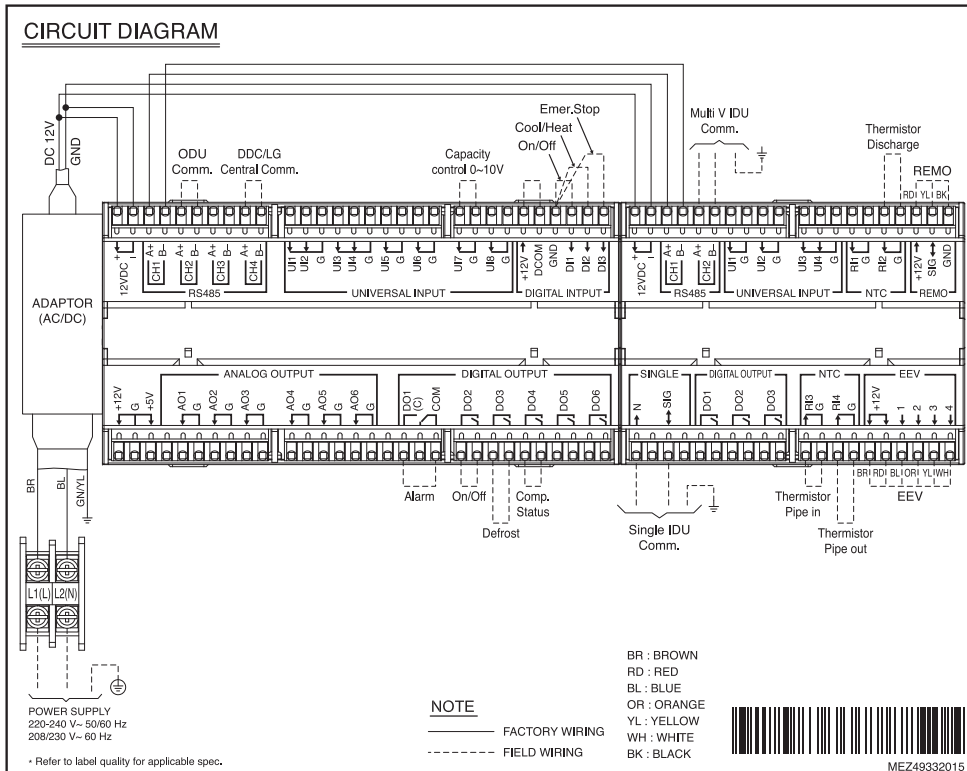 CIRCUIT DIAGRAM
Emer.Stop
Cool/Heat
On/Off
Multi V IDU
Comm.
Thermistor
Discharge
DC 12V
GND
ODU
Comm.
DDC/LG
Central Comm.
Capacity
control 0~10V
REMO
RD YL BK
ADAPTOR
(AC/DC)
+ - A+ B- A+ B- A+ B- A+ B-
12VDC CH1 CH2 CH3 CH4
RS485
UI1 UI2 G UI3 UI4 G UI5 G UI6 G
UNIVERSAL INPUT
UI7 G UI8 G
+12V DCOM GND DI1 DI2 DI3
DIGITAL INTPUT
+ - A+ B- A+ B-
12VDC CH1 CH2
RS485
UI1 UI2 G UI3 UI4 G
UNIVERSAL INPUT
RI1 G RI2 G
NTC
+12V SIG GND
REMO
ANALOG OUTPUT
+12V G +5V AO1 G AO2 G AO3 G AO4 G AO5 G AO6 G
DIGITAL OUTPUT
DO1 (C) COM DO2 DO3 DO4 DO5 DO6
SINGLE
N SIG
DIGITAL OUTPUT
DO1 DO2 DO3
NTC
RI3 G RI4 G
EEV
+12V 1 2 3 4
BR RD BL OR YL WH
EEV
BR
BL
GN/YL
Alarm
On/Off
Defrost
Comp.
Status
Single IDU
Comm.
Thermistor
Pipe in
Thermistor
Pipe out
L1(L) L2(N)
POWER SUPPLY
220-240 V~ 50/60 Hz
208/230 V~ 60 Hz
* Refer to label quality for applicable spec.
NOTE
FACTORY WIRING
FIELD WIRING
BR : BROWN
RD : RED
BL : BLUE
OR : ORANGE
YL : YELLOW
WH : WHITE
BK : BLACK
MEZ49332015